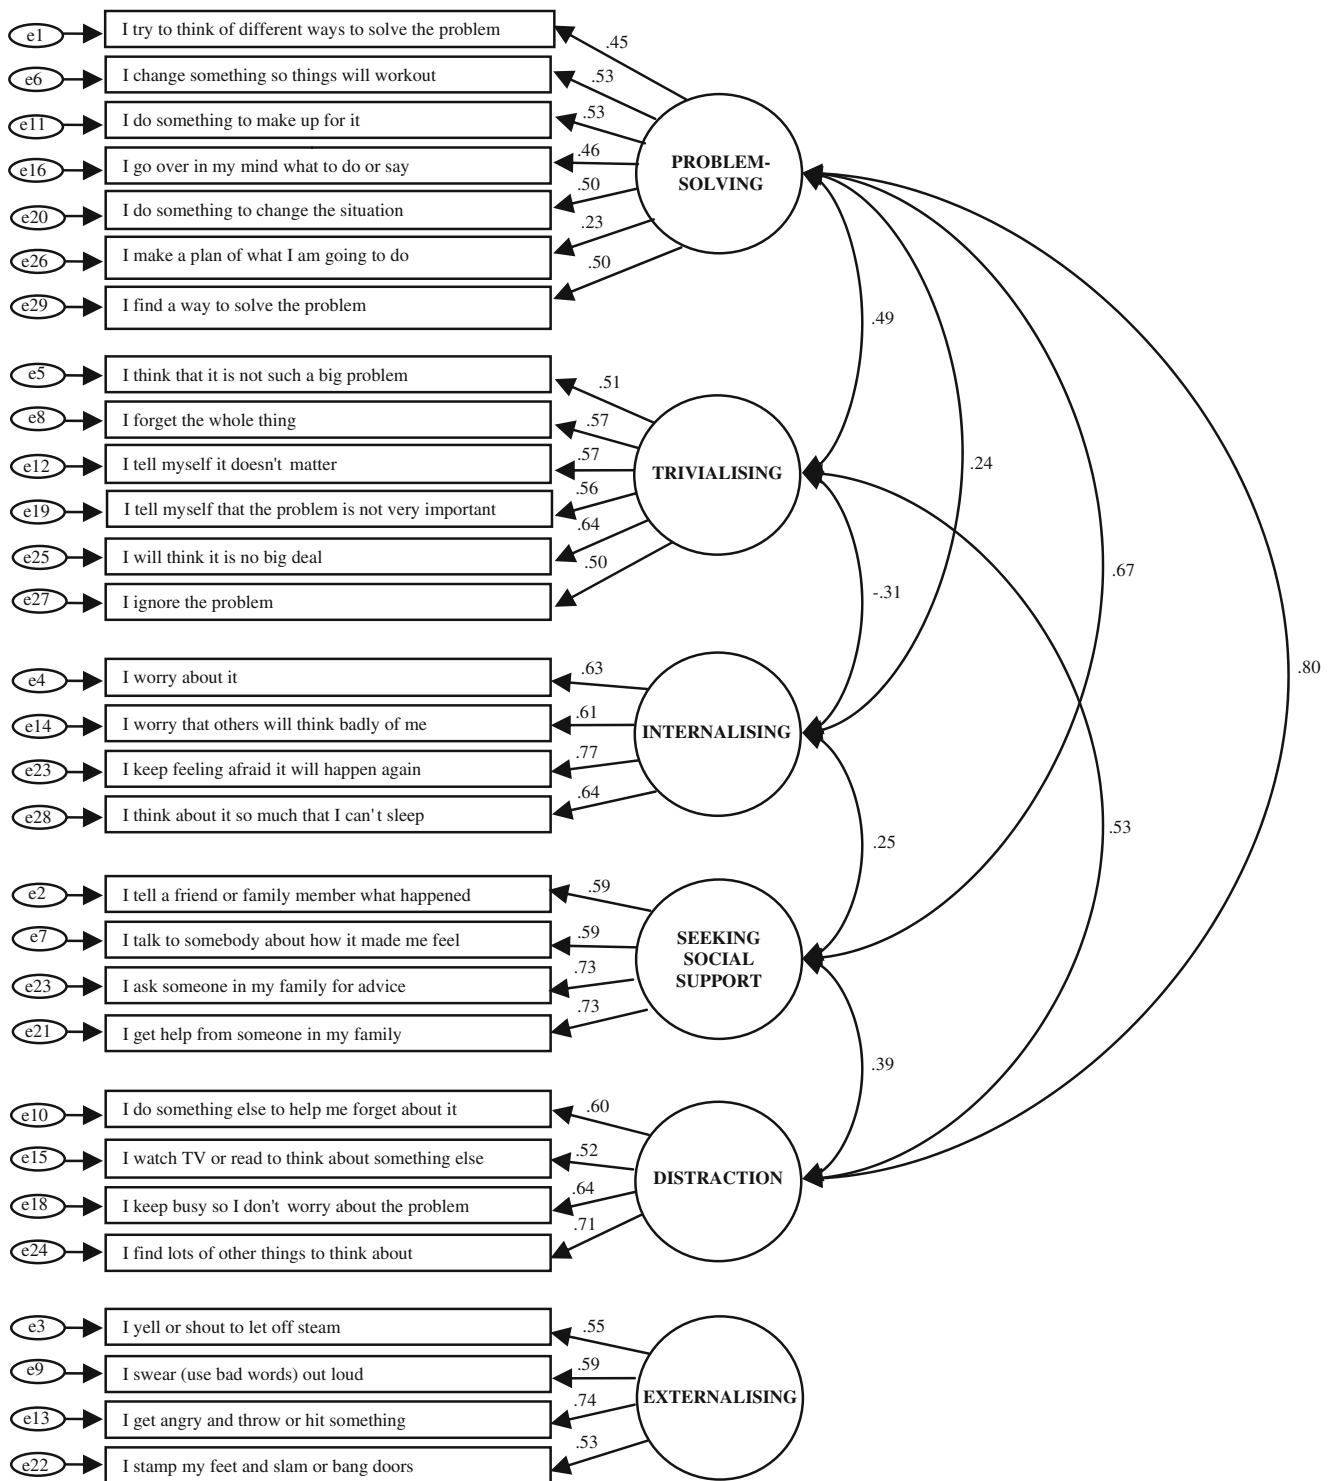 e1 I try to think of different ways to solve the problem .45
e6 I change something so things will workout .53
e11 I do something to make up for it .53
e16 I go over in my mind what to do or say .46
e20 I do something to change the situation .50
e26 I make a plan of what I am going to do .23
e29 I find a way to solve the problem .50
PROBLEM-
SOLVING
.49
e5 I think that it is not such a big problem .51
e8 I forget the whole thing .57
e12 I tell myself it doesn't matter .57
e19 I tell myself that the problem is not very important .56
e25 I will think it is no big deal .64
e27 I ignore the problem .50
TRIVIALISING
.24
.67
-.31
.80
e4 I worry about it .63
e14 I worry that others will think badly of me .61
e23 I keep feeling afraid it will happen again .77
e28 I think about it so much that I can't sleep .64
INTERNALISING
.53
.25
e2 I tell a friend or family member what happened .59
e7 I talk to somebody about how it made me feel .59
e23 I ask someone in my family for advice .73
e21 I get help from someone in my family .73
SEEKING
SOCIAL
SUPPORT
.39
e10 I do something else to help me forget about it .60
e15 I watch TV or read to think about something else .52
e18 I keep busy so I don't worry about the problem .64
e24 I find lots of other things to think about .71
DISTRACTION
e3 I yell or shout to let off steam .55
e9 I swear (use bad words) out loud .59
e13 I get angry and throw or hit something .74
e22 I stamp my feet and slam or bang doors .53
EXTERNALISING